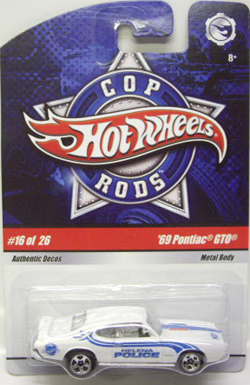 COP
8+
Hot Wheels
RODS
#16 of 26
'69 Pontiac® GTO®
Authentic Decos
Metal Body
HELENA
POLICE